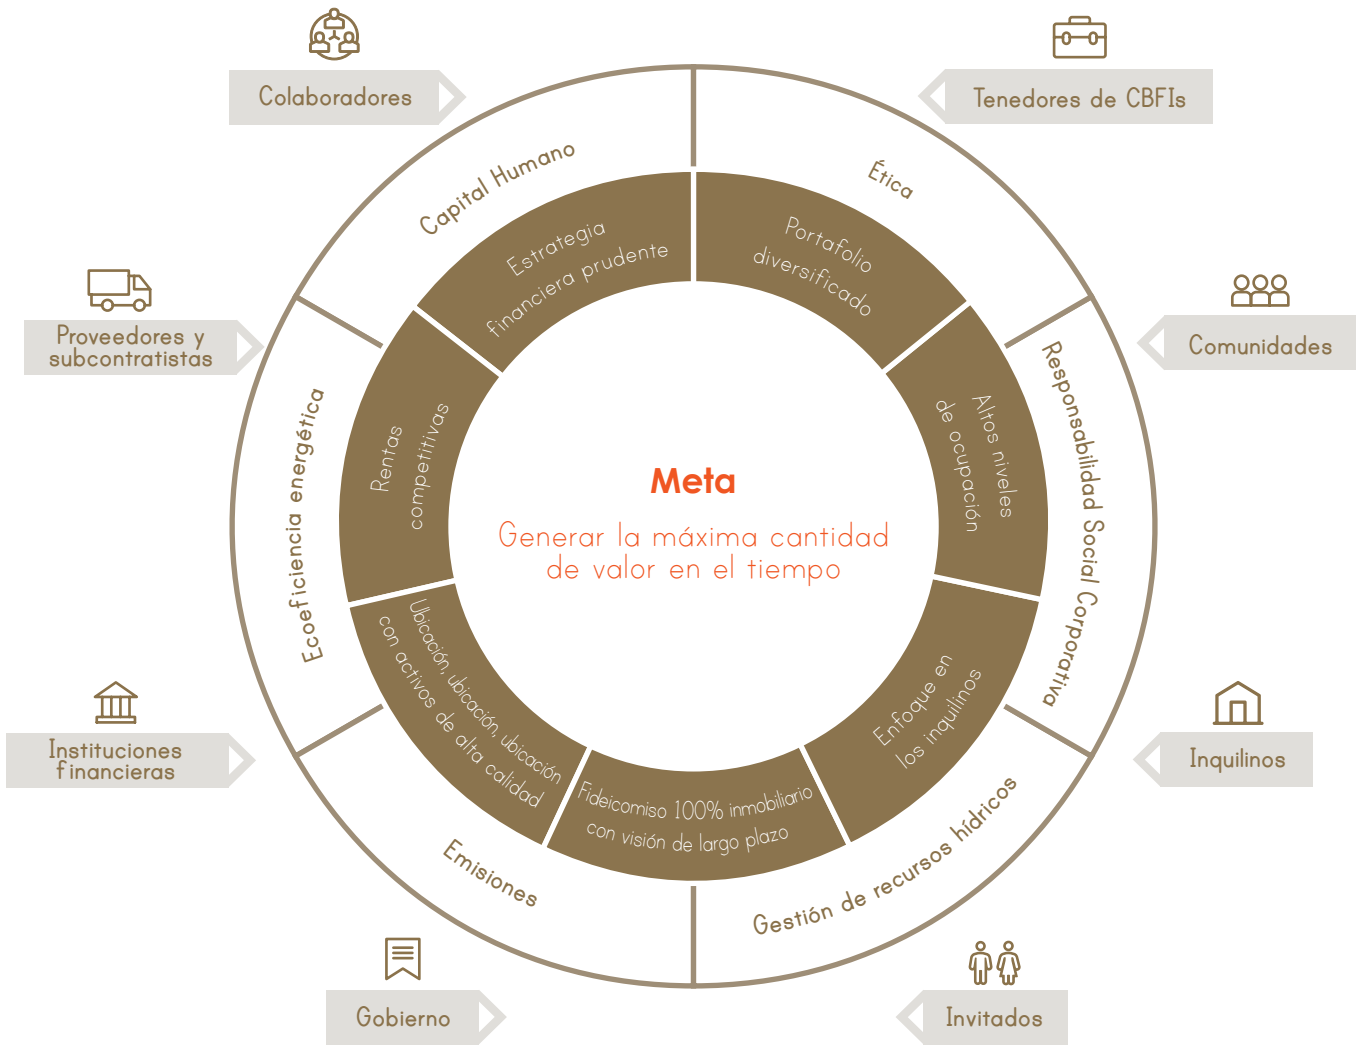 Colaboradores
Tenedores de CBFIs
Capital Humano
Ética
Estrategia
financiera prudente
Portafolio
diversificado
Proveedores y
subcontratistas
Comunidades
Ecoeficiencia energética
Rentas
competitivas
Altos niveles
de ocupación
Responsabilidad Social Corporativa
Meta
Generar la máxima cantidad
de valor en el tiempo
Ubicación, ubicación, ubicación
con activos de alta calidad
Enfoque en
los inquilinos
Instituciones
financieras
Inquilinos
Fideicomiso 100% inmobiliario
con visión de largo plazo
Emisiones
Gestión de recursos hídricos
Gobierno
Invitados